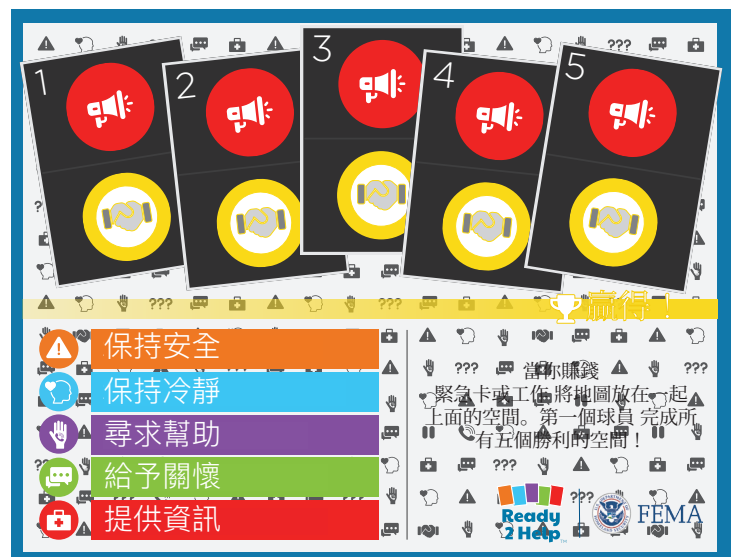 1
2
3
4
5
贏得！
保持安全
保持冷靜
尋求幫助
給予關懷
提供資訊
當你賺錢
緊急卡或工作 將地圖放在一起
上面的空間。第一個球員 完成所
有五個勝利的空間！
Ready
2 Help™
FEMA